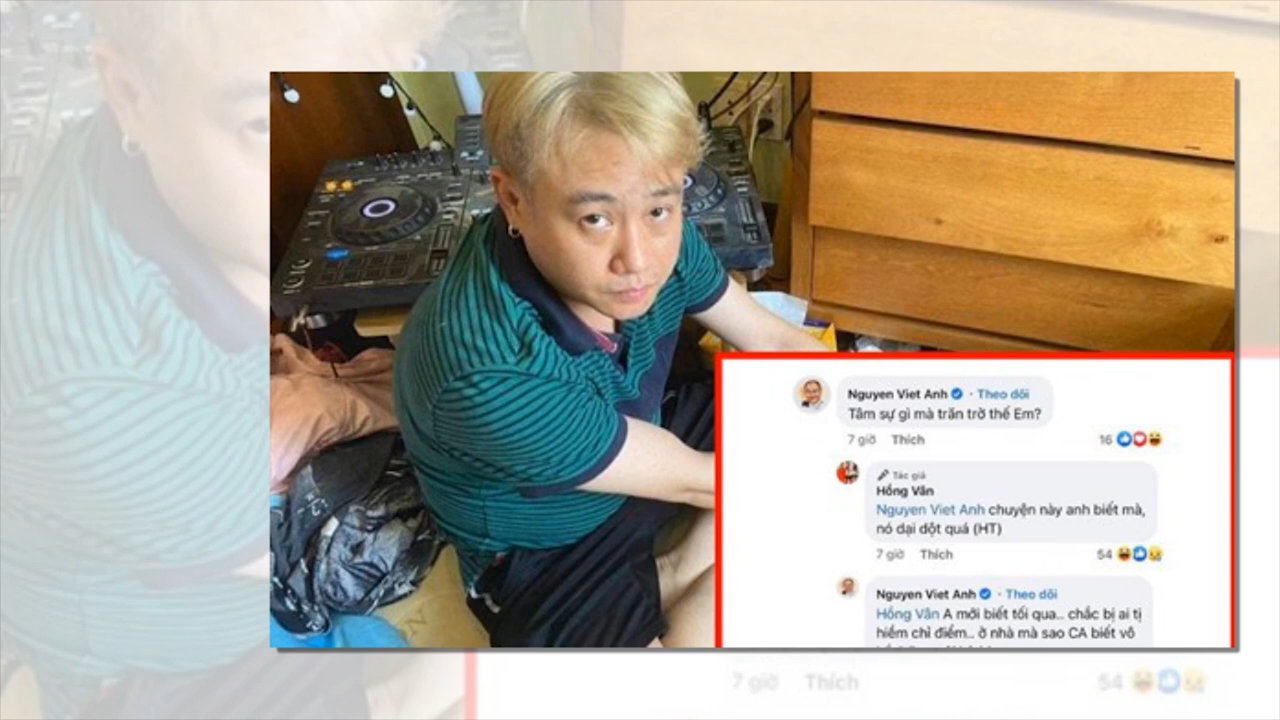 Nguyen Viet Anh · Theo dõi
Tâm sự gì mà trăn trở thế Em?
7 giờ Thích
16
Tác giả
Hồng Vân
Nguyen Viet Anh chuyện này anh biết mà,
nó dại dột quá (HT)
7 giờ Thích
54
Nguyen Viet Anh · Theo dõi
Hồng Vân A mới biết tối qua.. chắc bị ai tị
hiềm chỉ điểm.. ở nhà mà sao CA biết vô
7 giờ Thích
54